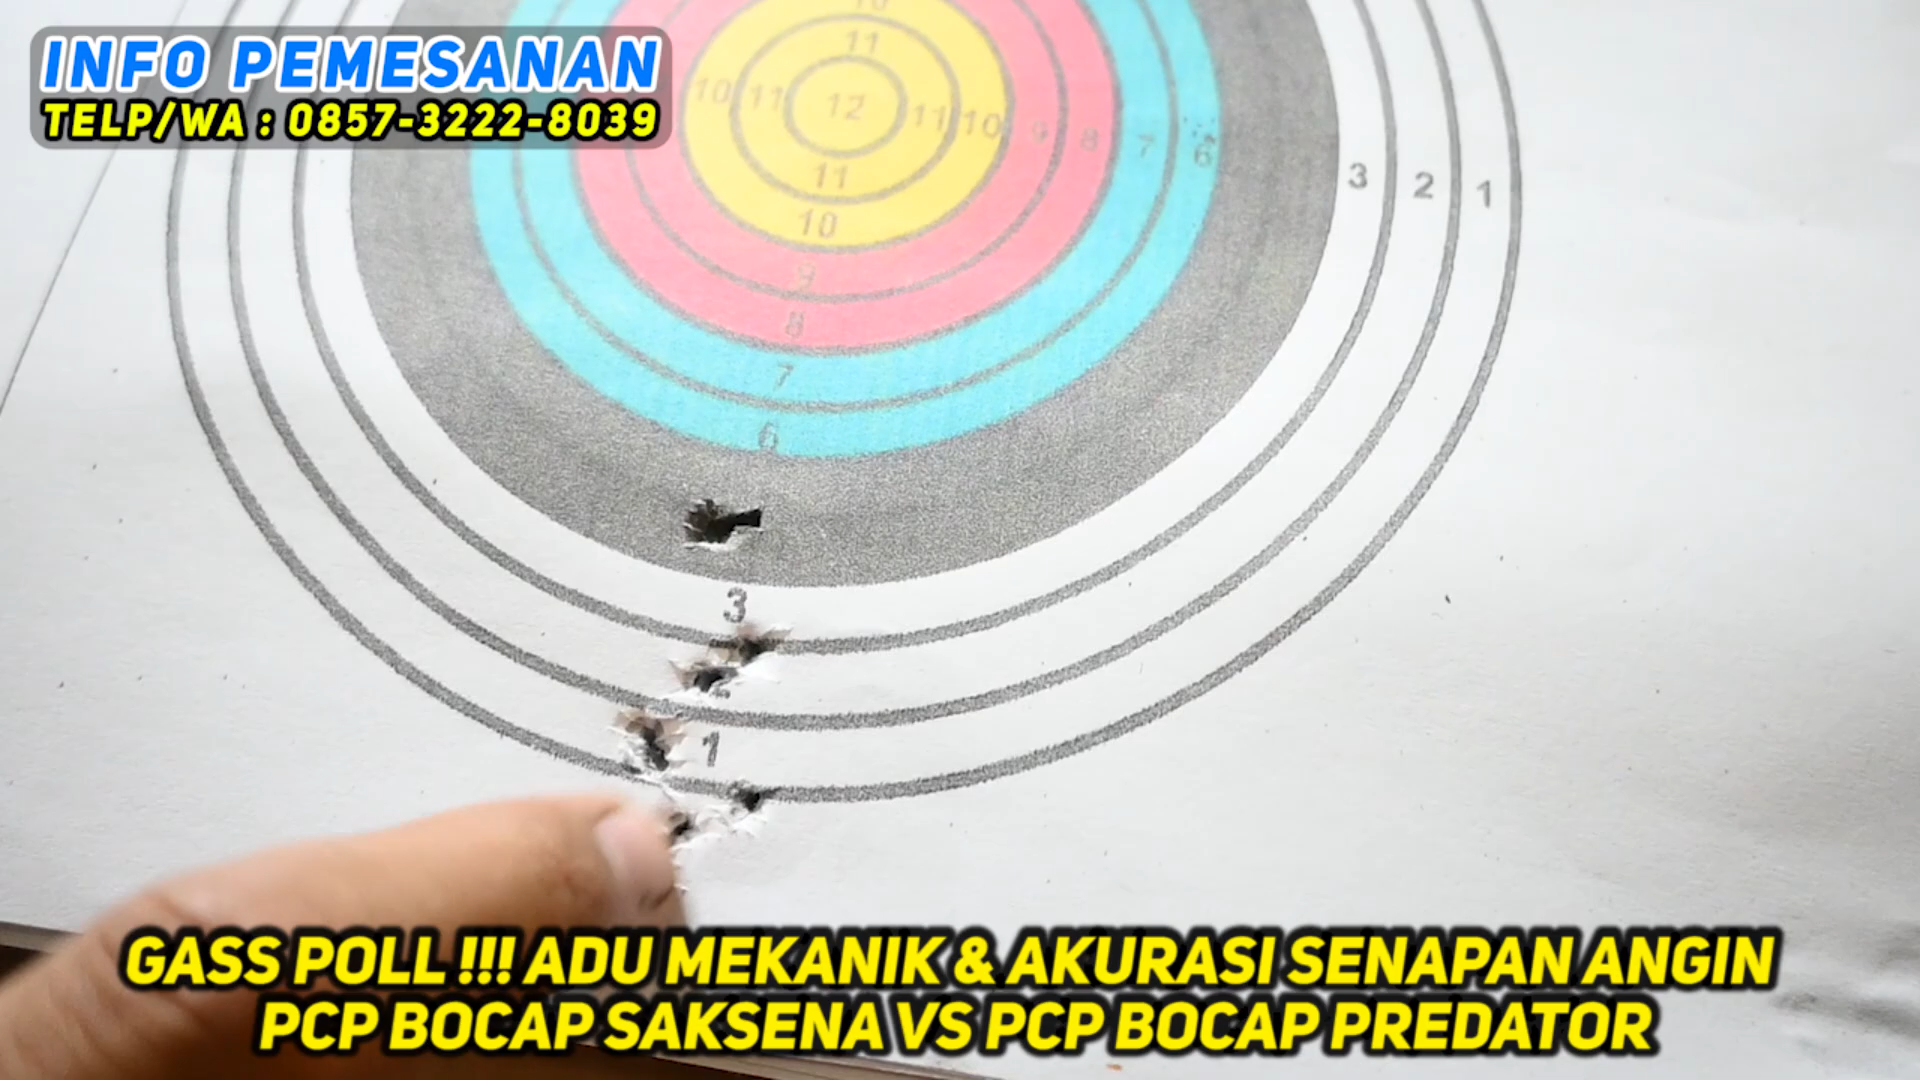 INFO PEMESANAN
TELP/WA : 0857-3222-8039
10
11
10 11 12 11 10 9 8 7 6
3 2 1
11
10
9
8
7
6
3
2
1
GASS POLL !!! ADU MEKANIK & AKURASI SENAPAN ANGIN
PCP BOCAP SAKSENA VS PCP BOCAP PREDATOR